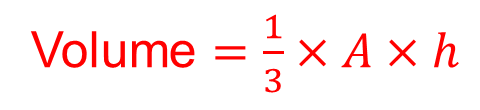 Volume = 1/3 × A × h